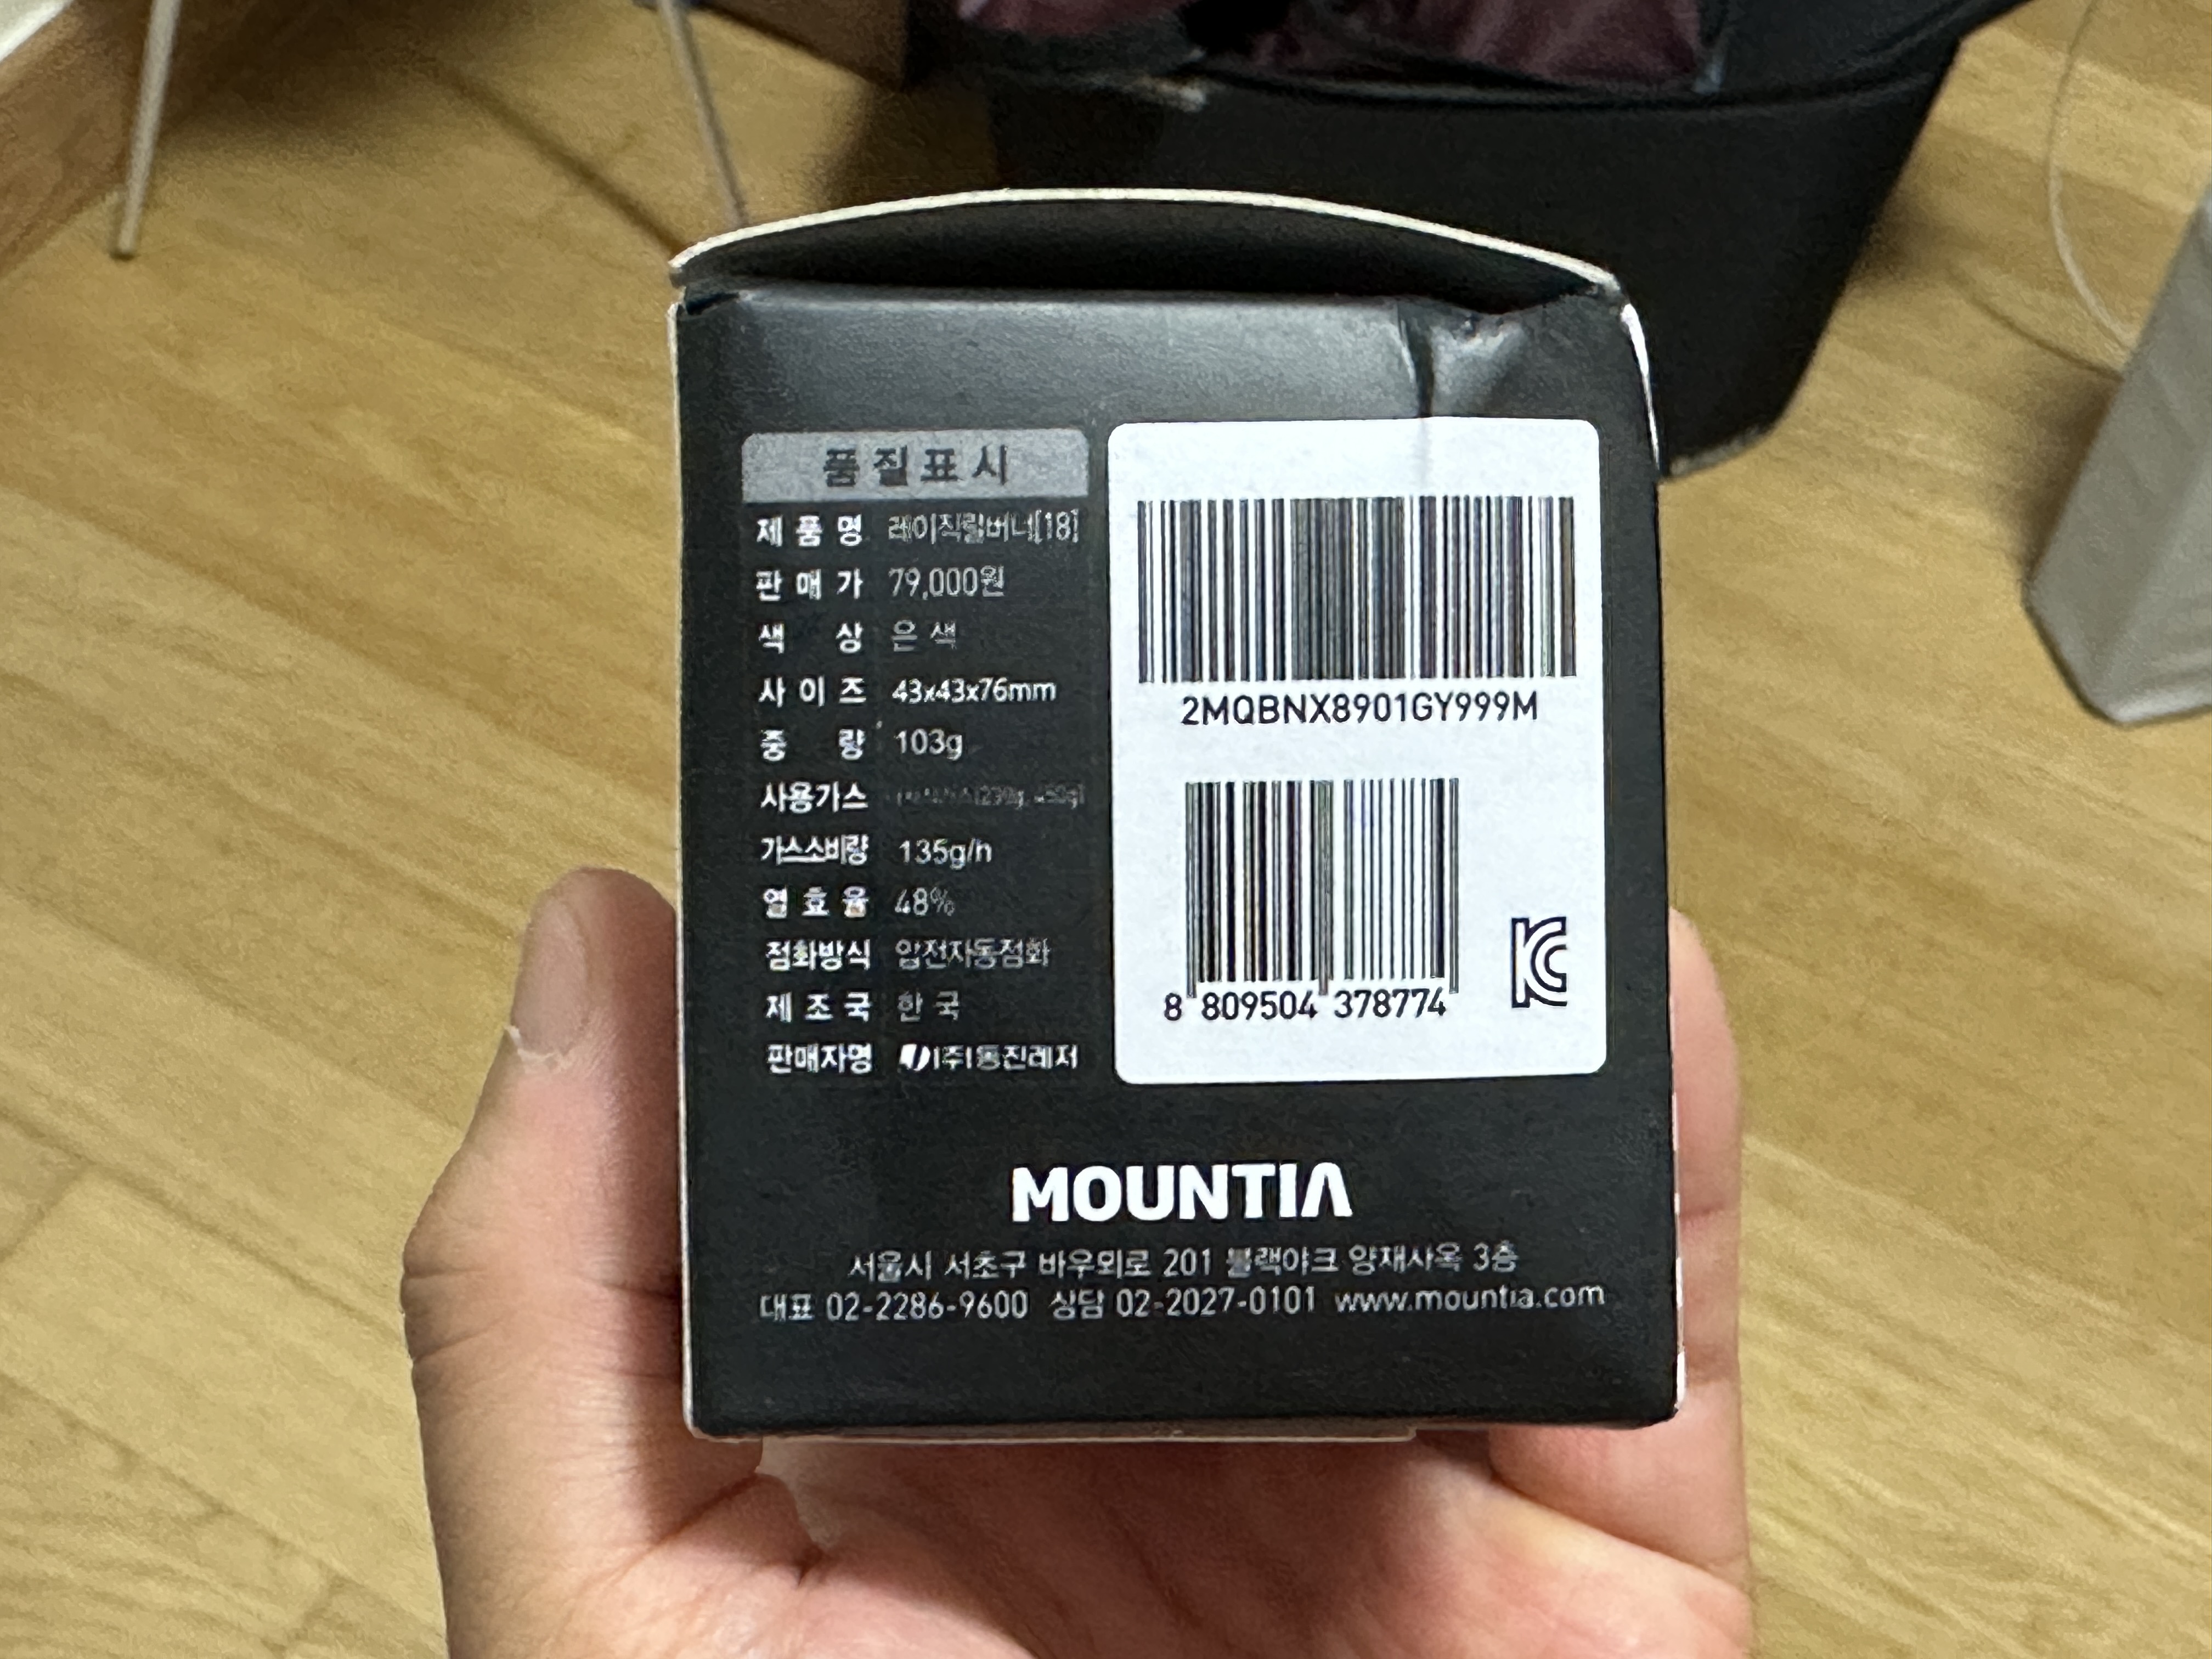 품질표시
제품명 레이직릴버너[18]
판매가 79,000원
색상 은색
사이즈 43x43x76mm
중량 103g
사용가스
가스소비량 135g/h
열효율 48%
점화방식 압전자동점화
제조국 한국
판매자명 (주)동진레저
2MQBNX8901GY999M
8 809504 378774
KC
MOUNTIA
서울시 서초구 바우뫼로 201 블랙야크 양재사옥 3층
대표 02-2286-9600 상담 02-2027-0101 www.mountia.com